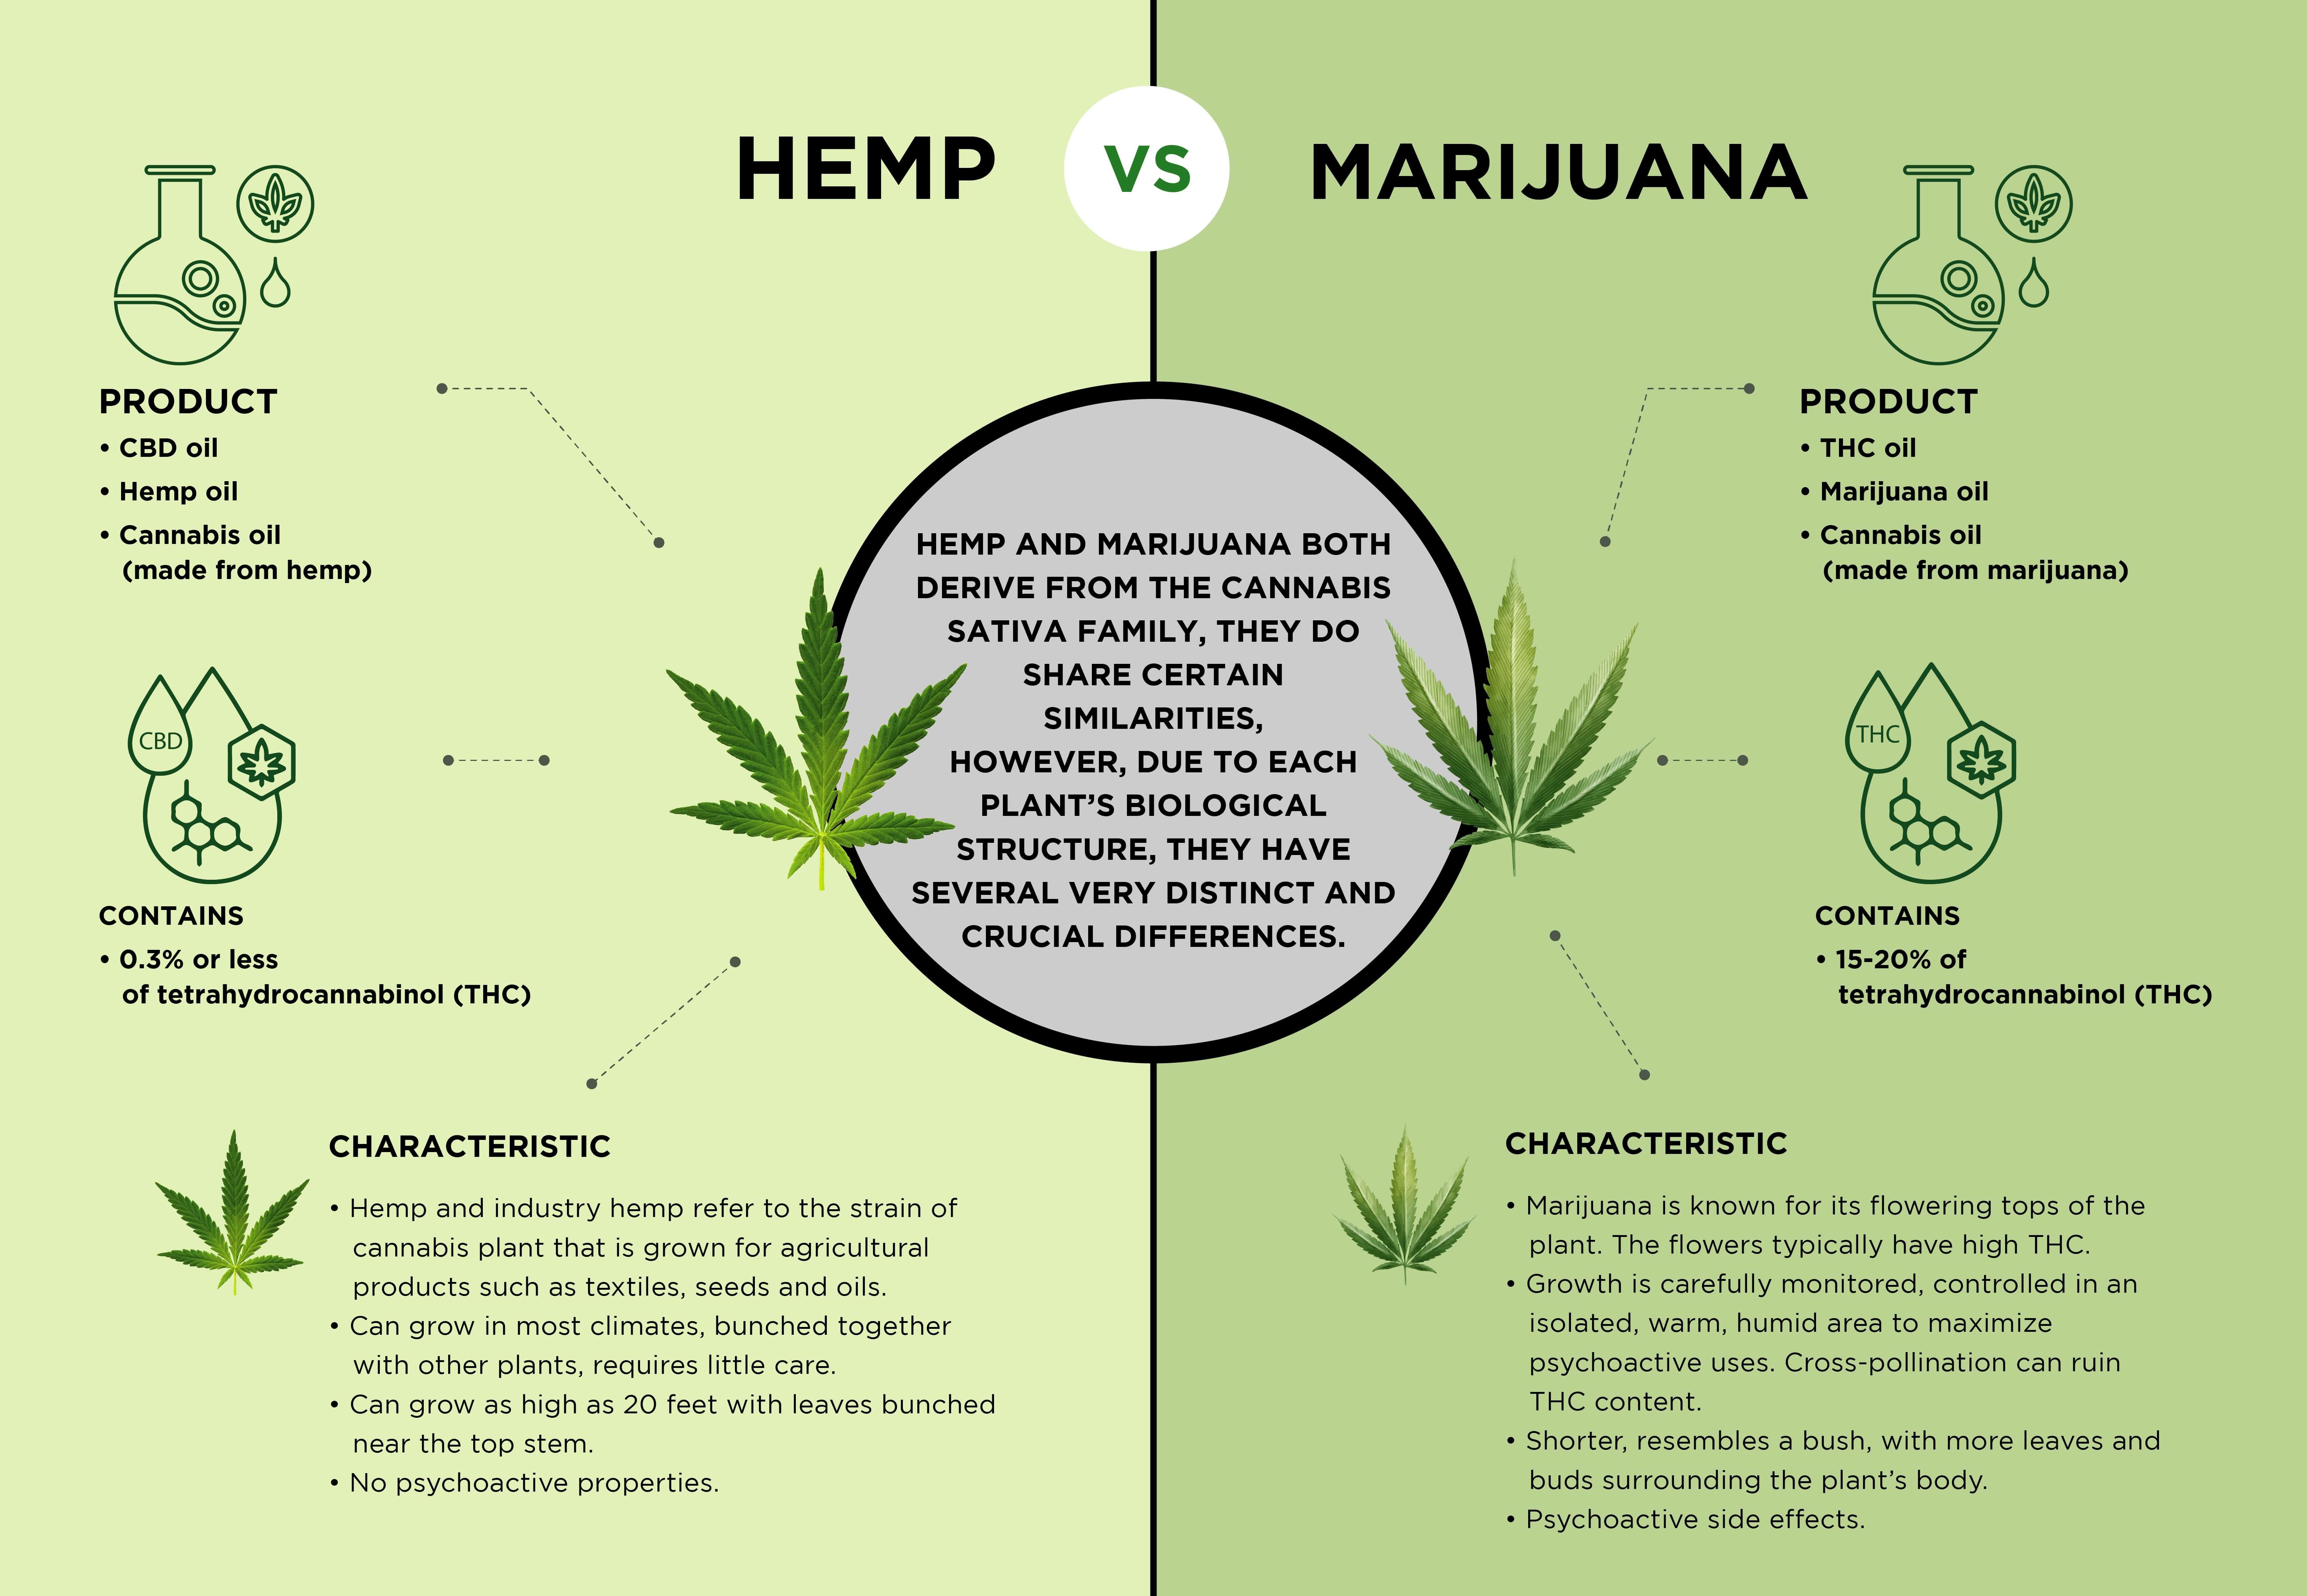 HEMP
VS
MARIJUANA
PRODUCT
• CBD oil
• Hemp oil
• Cannabis oil
(made from hemp)
CBD
CONTAINS
• 0.3% or less
of tetrahydrocannabinol (THC)
CHARACTERISTIC
• Hemp and industry hemp refer to the strain of
cannabis plant that is grown for agricultural
products such as textiles, seeds and oils.
• Can grow in most climates, bunched together
with other plants, requires little care.
• Can grow as high as 20 feet with leaves bunched
near the top stem.
• No psychoactive properties.
HEMP AND MARIJUANA BOTH
DERIVE FROM THE CANNABIS
SATIVA FAMILY, THEY DO
SHARE CERTAIN
SIMILARITIES,
HOWEVER, DUE TO EACH
PLANT’S BIOLOGICAL
STRUCTURE, THEY HAVE
SEVERAL VERY DISTINCT AND
CRUCIAL DIFFERENCES.
PRODUCT
• THC oil
• Marijuana oil
• Cannabis oil
(made from marijuana)
THC
CONTAINS
• 15-20% of
tetrahydrocannabinol (THC)
CHARACTERISTIC
• Marijuana is known for its flowering tops of the
plant. The flowers typically have high THC.
• Growth is carefully monitored, controlled in an
isolated, warm, humid area to maximize
psychoactive uses. Cross-pollination can ruin
THC content.
• Shorter, resembles a bush, with more leaves and
buds surrounding the plant’s body.
• Psychoactive side effects.